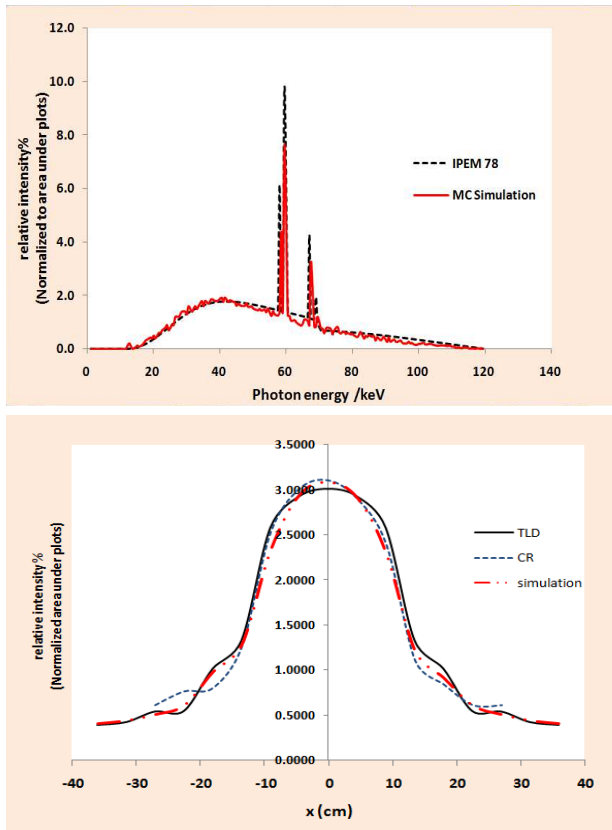 12.0
10.0
8.0
6.0
4.0
2.0
0.0
relative intensity%
(Normalized to area under plots)
IPEM 78
MC Simulation
0 20 40 60 80 100 120 140
Photon energy /keV
3.5000
3.0000
2.5000
2.0000
1.5000
1.0000
0.5000
0.0000
relative intensity%
(Normalized area under plots)
TLD
CR
simulation
-40 -30 -20 -10 0 10 20 30 40
x (cm)